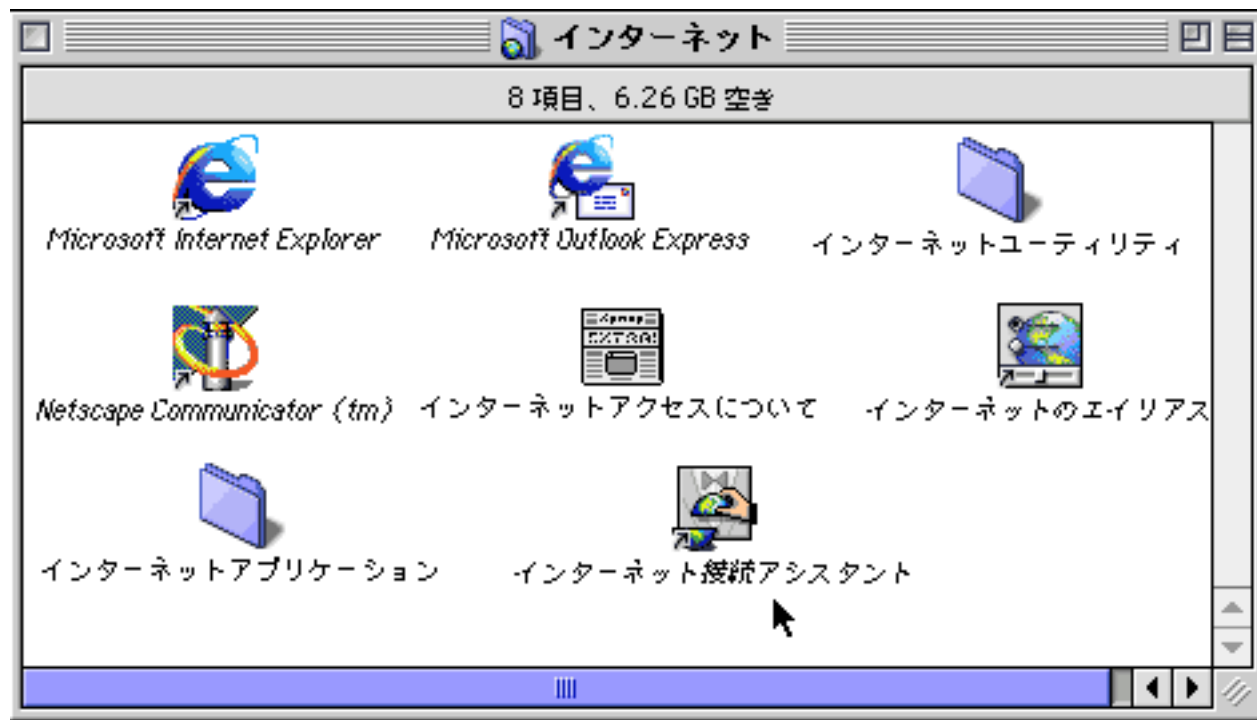 インターネット
8 項目、6.26 GB 空き
Microsoft Internet Explorer
Microsoft Outlook Express
インターネットユーティリティ
EXTRA!
Netscape Communicator (tm)
インターネットアクセスについて
インターネットのエイリアス
インターネットアプリケーション
インターネット接続アシスタント